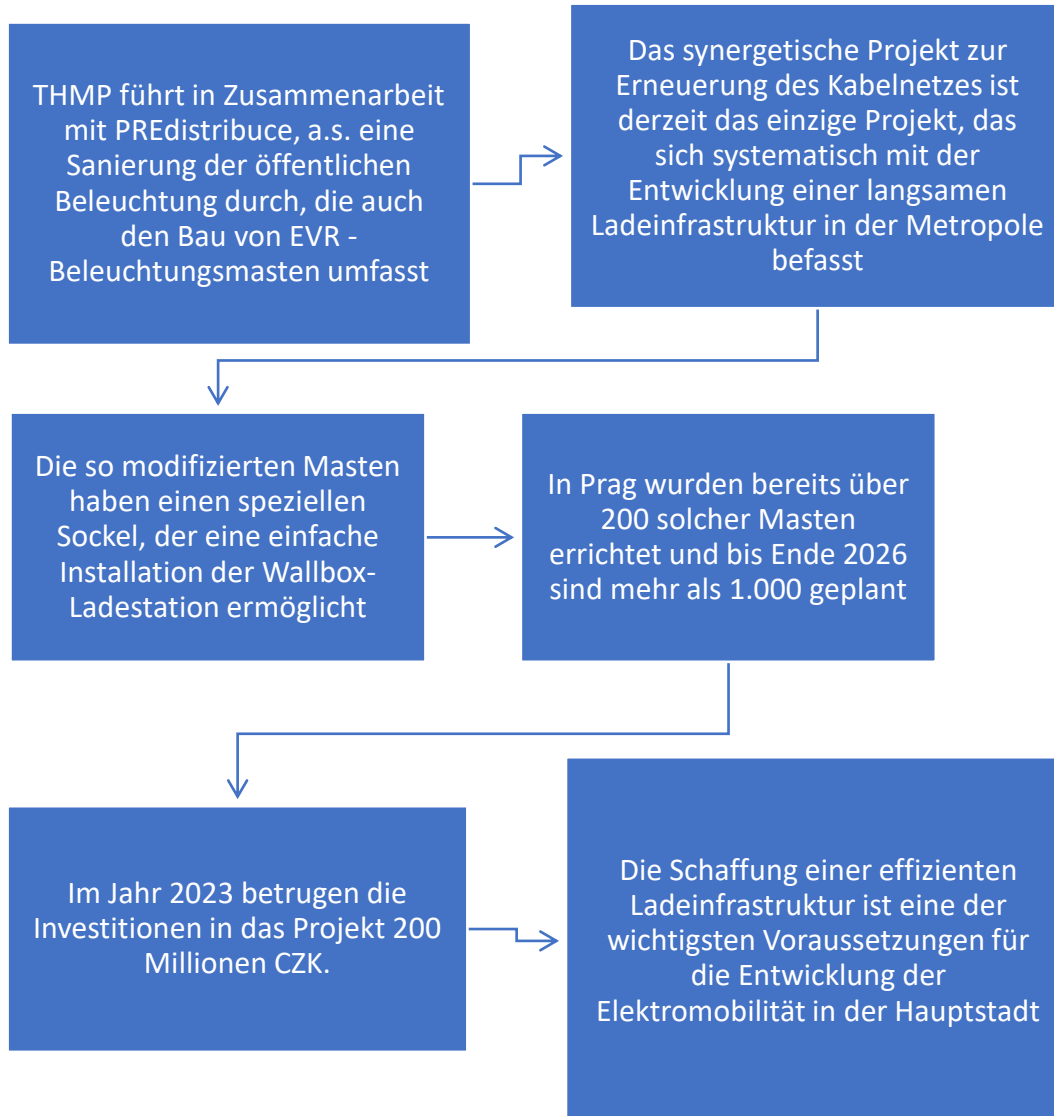 THMP führt in Zusammenarbeit
mit PREdistribuce, a.s. eine
Sanierung der öffentlichen
Beleuchtung durch, die auch
den Bau von EVR -
Beleuchtungsmasten umfasst
Das synergetische Projekt zur
Erneuerung des Kabelnetzes ist
derzeit das einzige Projekt, das
sich systematisch mit der
Entwicklung einer langsamen
Ladeinfrastruktur in der Metropole
befasst
Die so modifizierten Masten
haben einen speziellen
Sockel, der eine einfache
Installation der Wallbox-
Ladestation ermöglicht
In Prag wurden bereits über
200 solcher Masten
errichtet und bis Ende 2026
sind mehr als 1.000 geplant
Im Jahr 2023 betrugen die
Investitionen in das Projekt 200
Millionen CZK.
Die Schaffung einer effizienten
Ladeinfrastruktur ist eine der
wichtigsten Voraussetzungen für
die Entwicklung der
Elektromobilität in der Hauptstadt